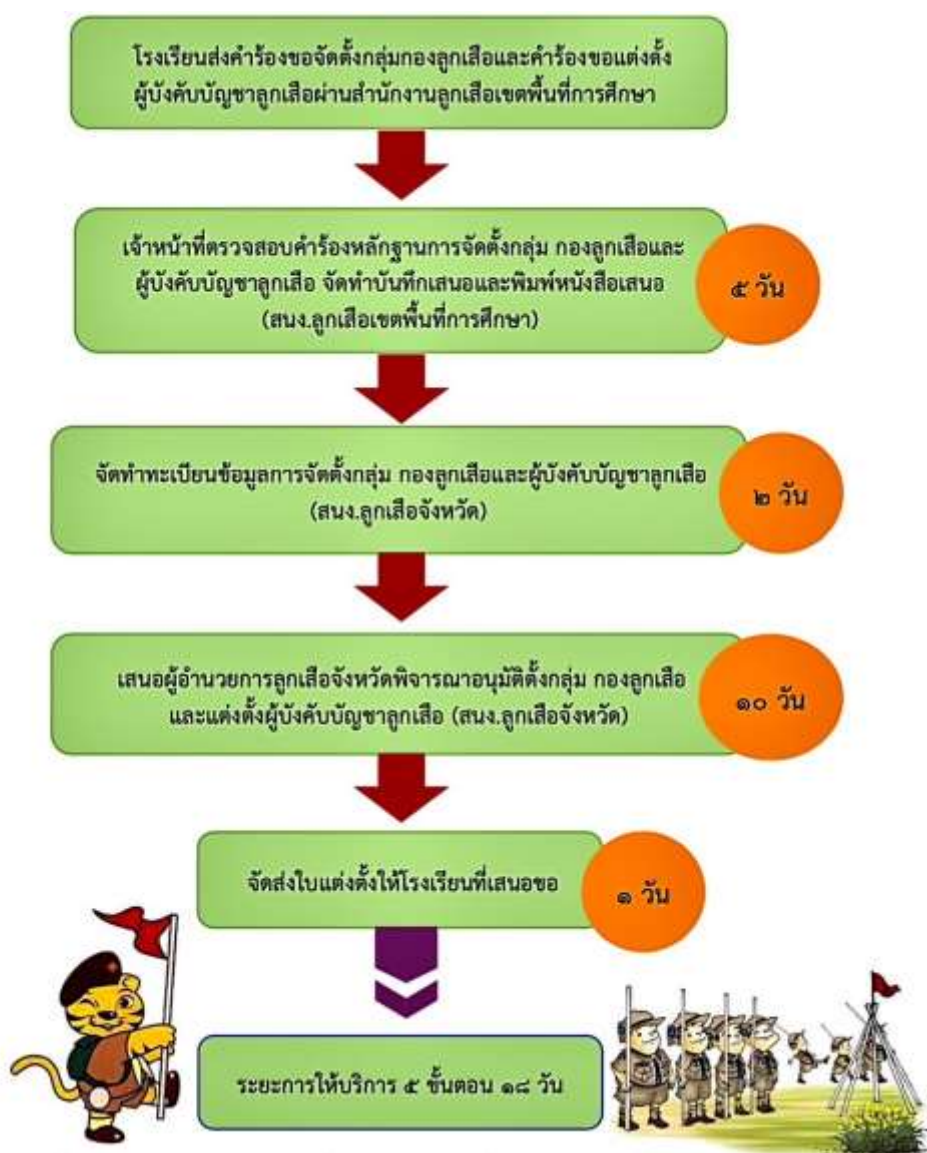 โรงเรียนส่งคำร้องขอจัดตั้งกลุ่มกองลูกเสือและคำร้องขอแต่งตั้ง
ผู้บังคับบัญชาลูกเสือผ่านสำนักงานลูกเสือเขตพื้นที่การศึกษา
เจ้าหน้าที่ตรวจสอบคำร้องหลักฐานการจัดตั้งกลุ่ม กองลูกเสือและ
ผู้บังคับบัญชาลูกเสือ จัดทำบันทึกเสนอและพิมพ์หนังสือเสนอ
(สนง.ลูกเสือเขตพื้นที่การศึกษา)
๕ วัน
จัดทำทะเบียนข้อมูลการจัดตั้งกลุ่ม กองลูกเสือและผู้บังคับบัญชาลูกเสือ
(สนง.ลูกเสือจังหวัด)
๒ วัน
เสนอผู้อำนวยการลูกเสือจังหวัดพิจารณาอนุมัติตั้งกลุ่ม กองลูกเสือ
และแต่งตั้งผู้บังคับบัญชาลูกเสือ (สนง.ลูกเสือจังหวัด)
๑๐ วัน
จัดส่งใบแต่งตั้งให้โรงเรียนที่เสนอขอ
๑ วัน
ระยะการให้บริการ ๕ ขั้นตอน ๑๘ วัน